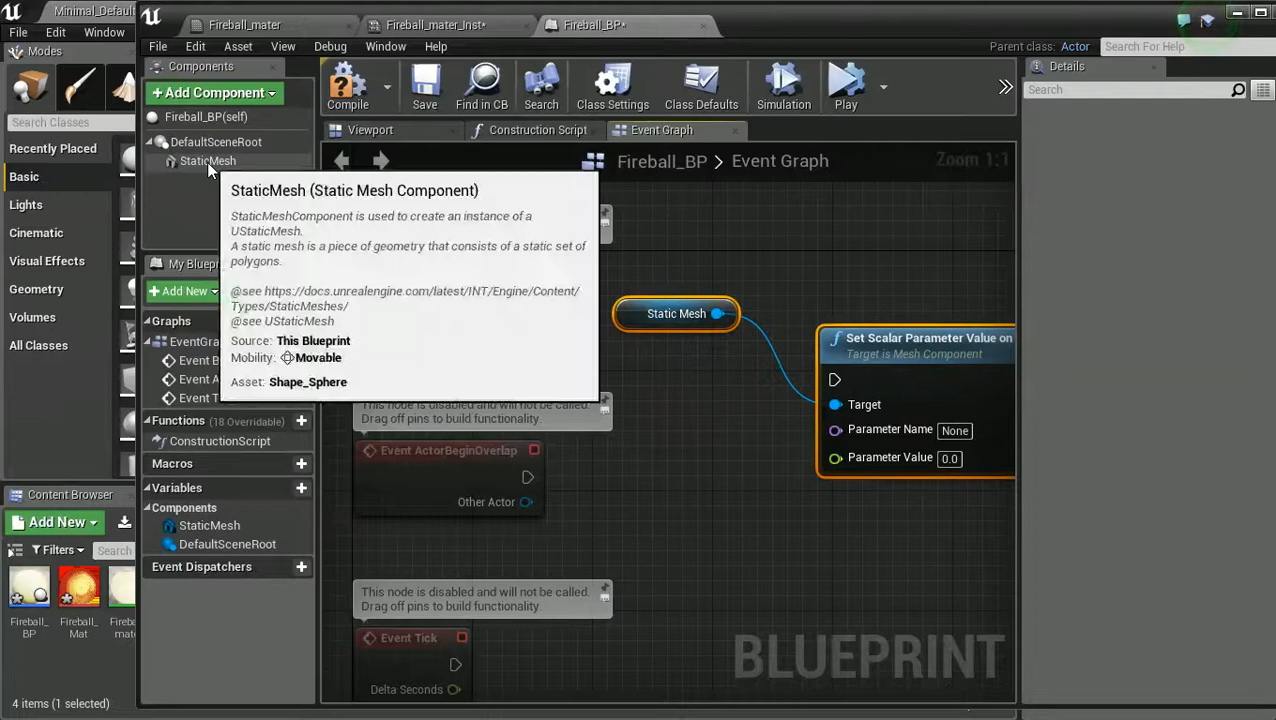 Minimal_Default
Fireball_mater
Fireball_mater_Inst*
Fireball_BP*
File
Edit
Window
File
Edit
Asset
View
Debug
Window
Help
Parent class: Actor
Search For Help
Modes
Components
Details
+Add Component
Search
Compile
Save
Find in CB
Search
Class Settings
Class Defaults
Simulation
Play
Search Classes
Fireball_BP(self)
Viewport
Construction Script
Event Graph
Recently Placed
DefaultSceneRoot
StaticMesh
Fireball_BP > Event Graph
Zoom 1:1
Basic
Lights
Cinematic
Visual Effects
Geometry
Volumes
All Classes
StaticMesh (Static Mesh Component)
StaticMeshComponent is used to create an instance of a
UStaticMesh.
A static mesh is a piece of geometry that consists of a static set of
polygons.
@see https://docs.unrealengine.com/latest/INT/Engine/Content/
Types/StaticMeshes/
@see UStaticMesh
Source: This Blueprint
Mobility: Movable
Asset: Shape_Sphere
My Bluepr
+Add New
Graphs
EventGra
Event B
Event A
Event T
Functions (18 Overridable)
ConstructionScript
Macros
Variables
Components
StaticMesh
DefaultSceneRoot
Event Dispatchers
Static Mesh
Set Scalar Parameter Value on
Target is Mesh Component
Target
Parameter Name None
Parameter Value 0.0
This node is disabled and will not be called.
Drag off pins to build functionality.
Event ActorBeginOverlap
Other Actor
This node is disabled and will not be called.
Drag off pins to build functionality.
Event Tick
Delta Seconds
BLUEPRINT
Content Browser
Add New
Filters
Search
Fireball_
BP
Fireball_
Mat
Fireba
mate
4 items (1 selected)